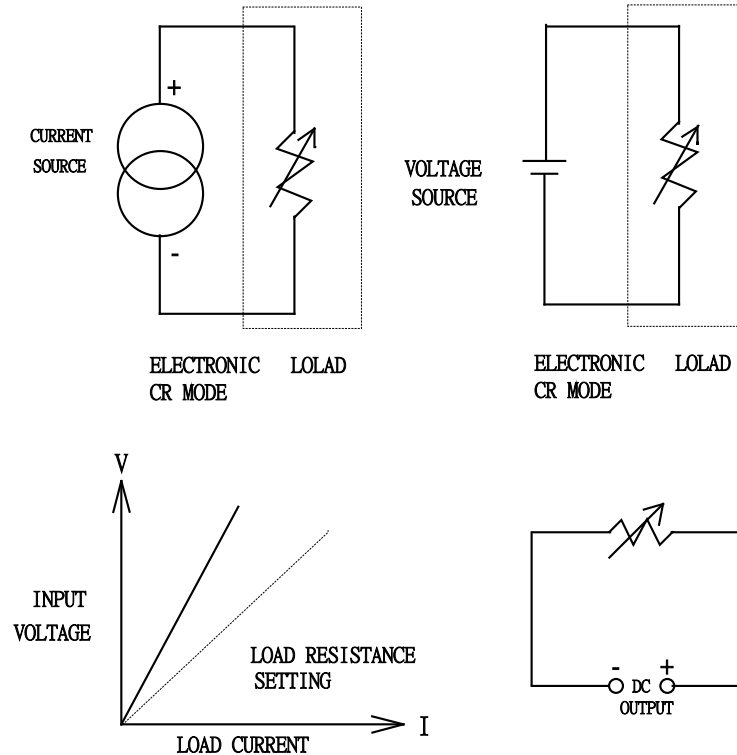 +
CURRENT
SOURCE
-
ELECTRONIC LOLAD
CR MODE
VOLTAGE
SOURCE
ELECTRONIC LOLAD
CR MODE
V
INPUT
VOLTAGE
LOAD RESISTANCE
SETTING
I
LOAD CURRENT
- +
DC
OUTPUT